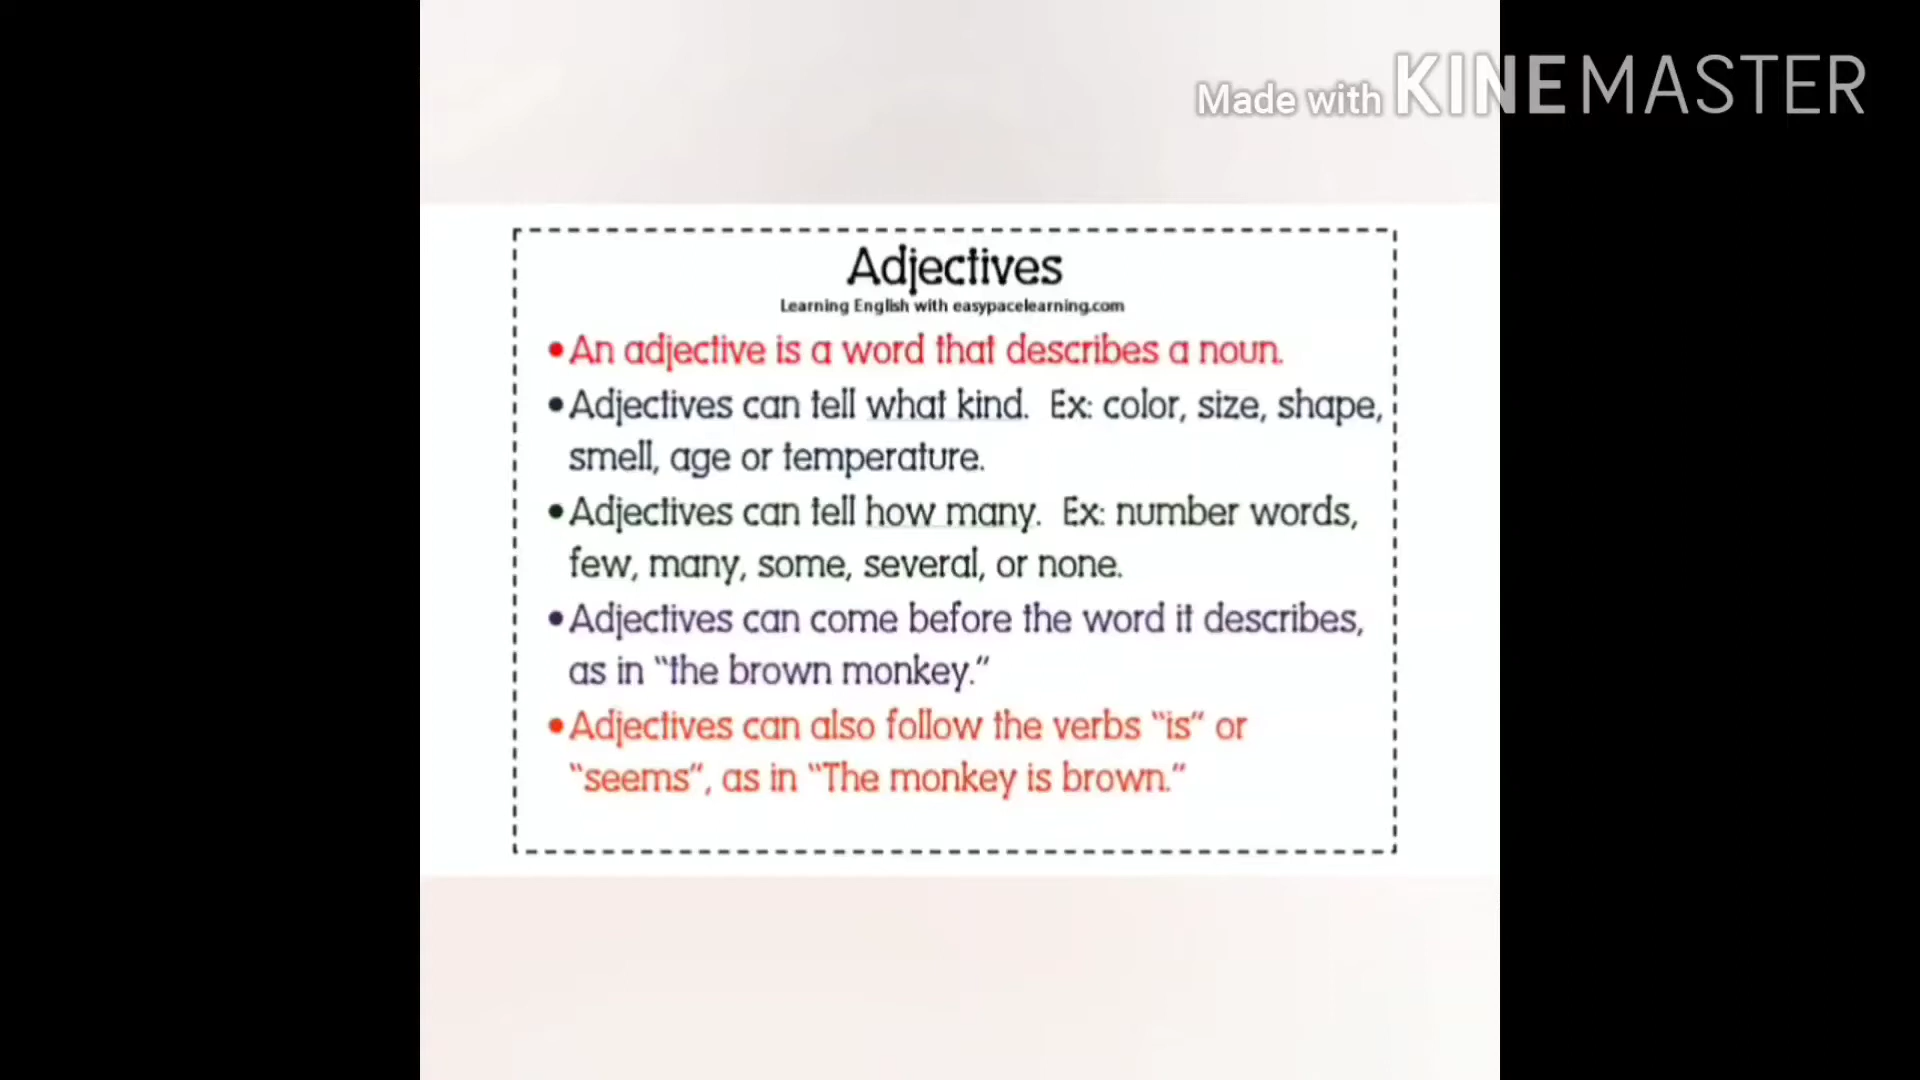 Made with KINEMASTER
Adjectives
Learning English with easypacelearning.com
•An adjective is a word that describes a noun.
•Adjectives can tell what kind. Ex: color, size, shape,
smell, age or temperature.
•Adjectives can tell how many. Ex: number words,
few, many, some, several, or none.
•Adjectives can come before the word it describes,
as in “the brown monkey.”
•Adjectives can also follow the verbs “is” or
“seems”, as in “The monkey is brown.”